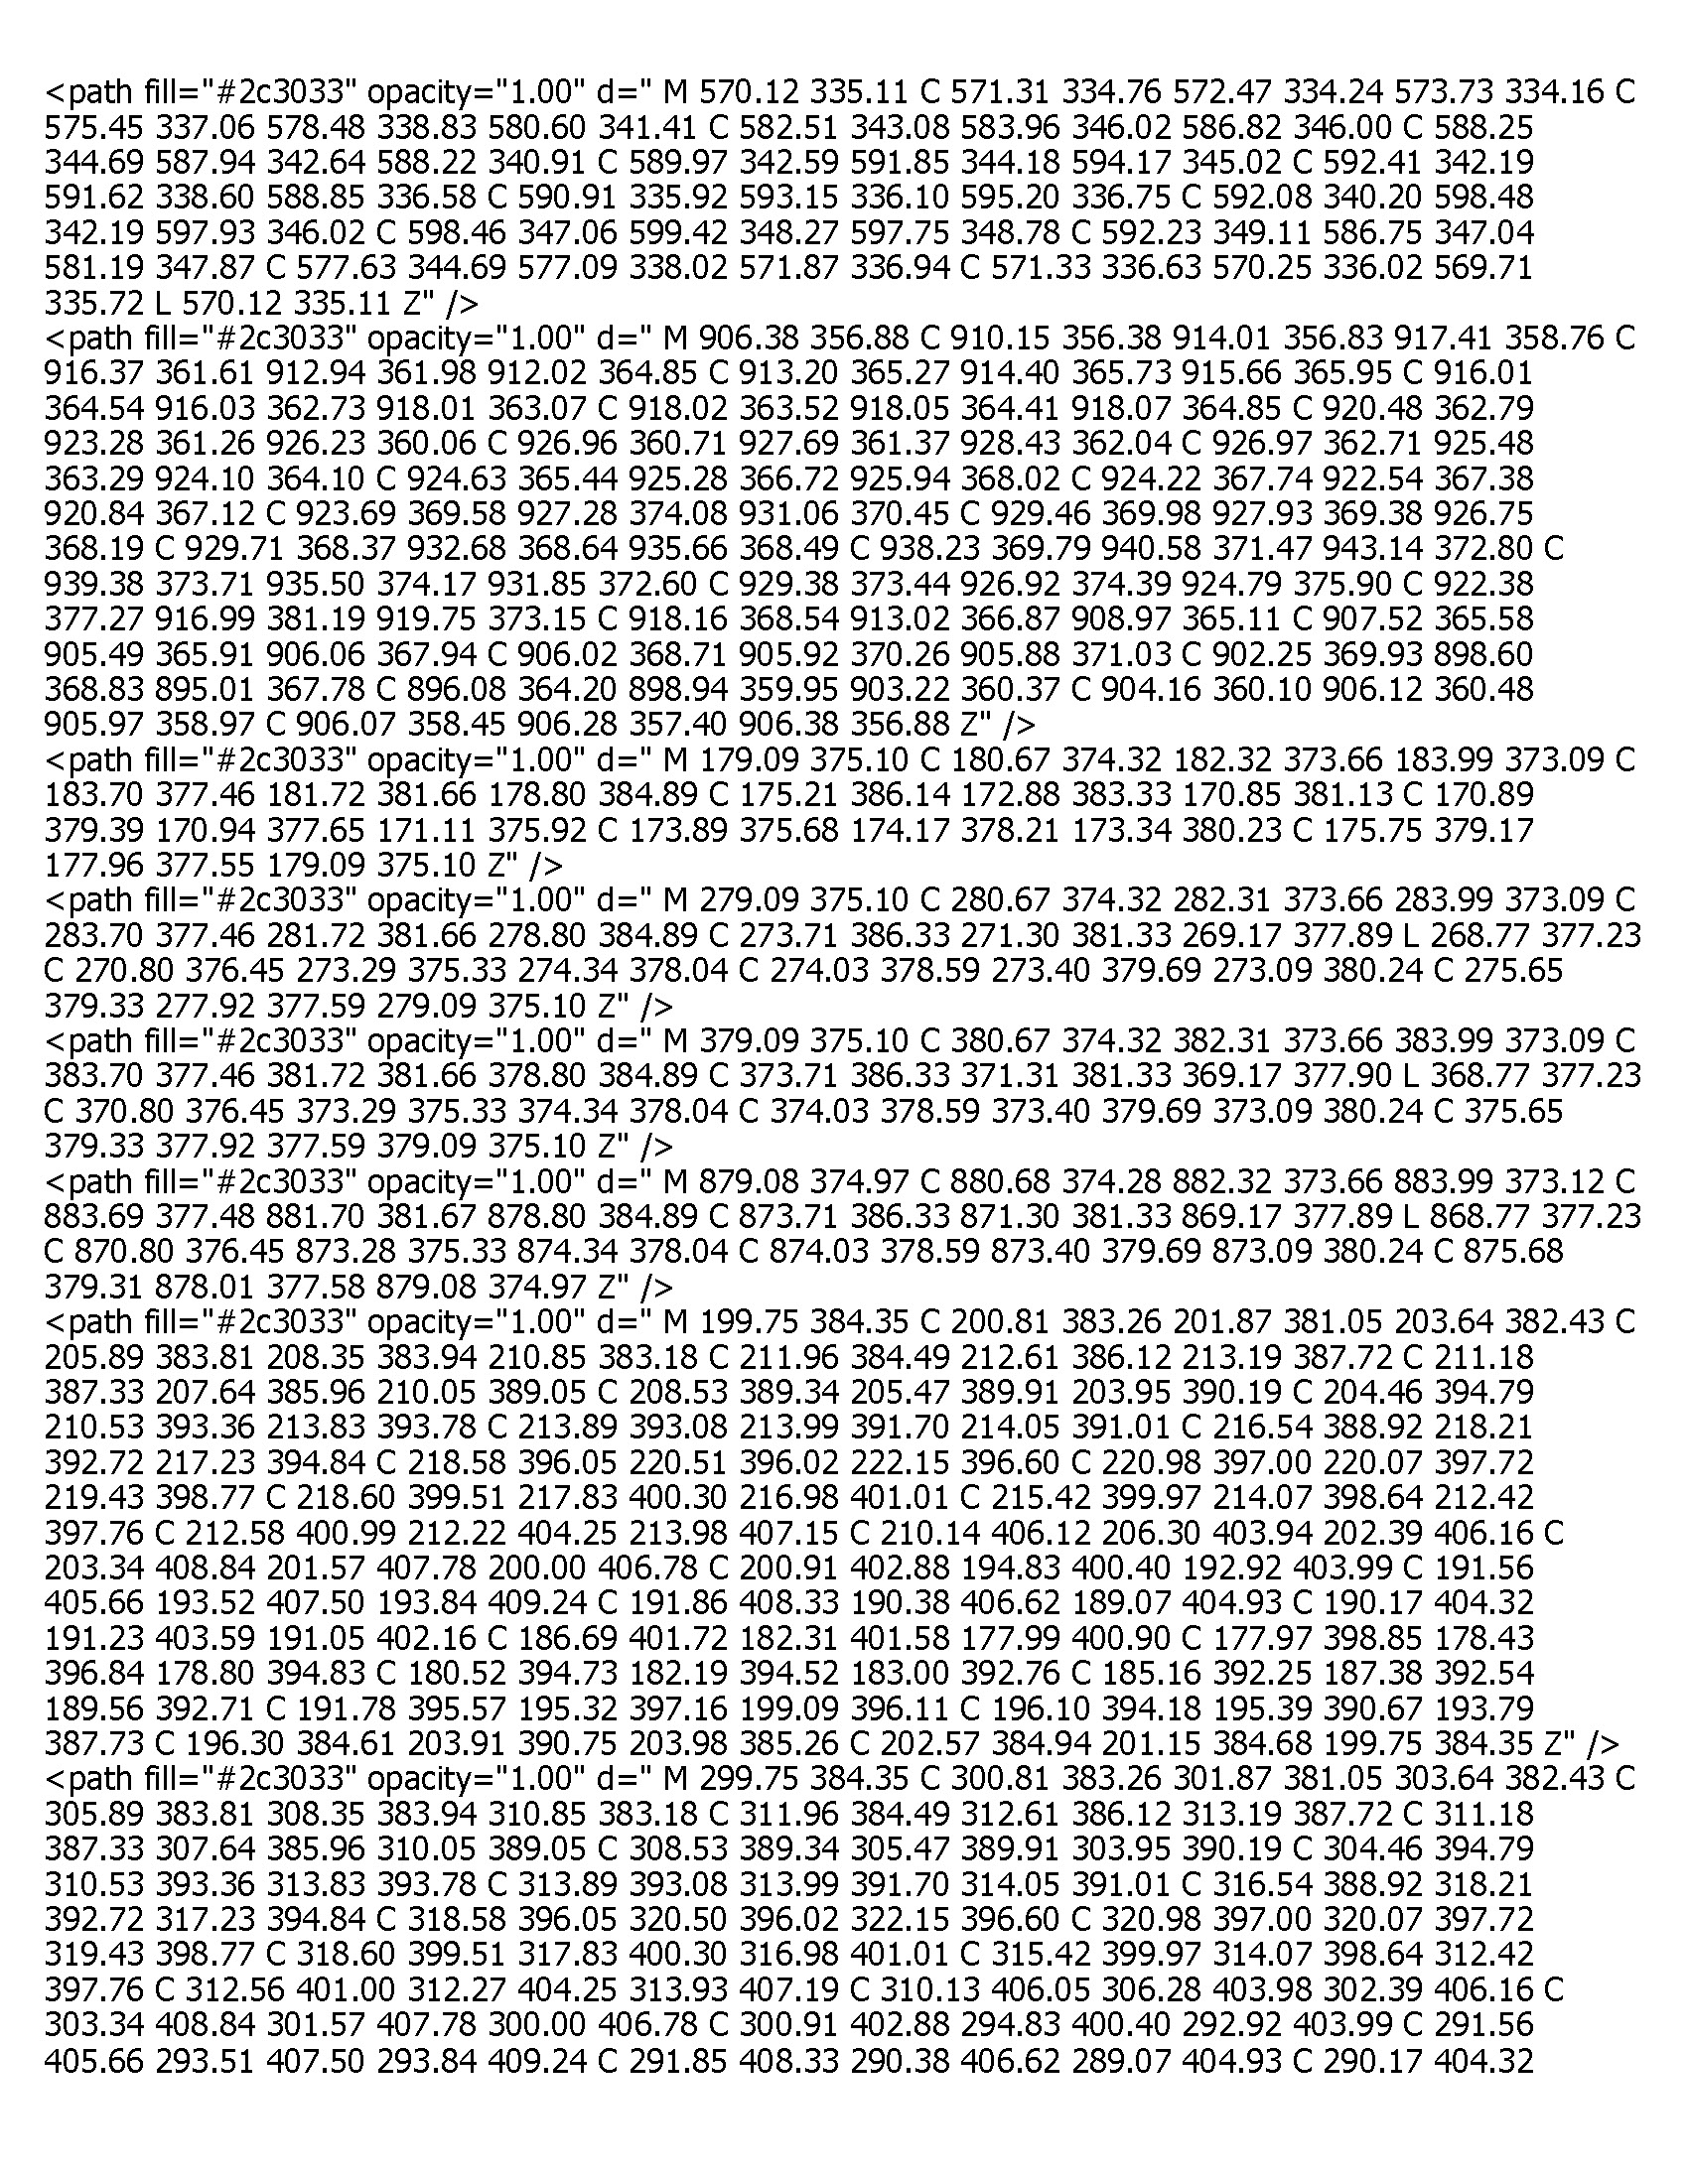 <path fill="#2c3033" opacity="1.00" d=" M 570.12 335.11 C 571.31 334.76 572.47 334.24 573.73 334.16 C
575.45 337.06 578.48 338.83 580.60 341.41 C 582.51 343.08 583.96 346.02 586.82 346.00 C 588.25
344.69 587.94 342.64 588.22 340.91 C 589.97 342.59 591.85 344.18 594.17 345.02 C 592.41 342.19
591.62 338.60 588.85 336.58 C 590.91 335.92 593.15 336.10 595.20 336.75 C 592.08 340.20 598.48
342.19 597.93 346.02 C 598.46 347.06 599.42 348.27 597.75 348.78 C 592.23 349.11 586.75 347.04
581.19 347.87 C 577.63 344.69 577.09 338.02 571.87 336.94 C 571.33 336.63 570.25 336.02 569.71
335.72 L 570.12 335.11 Z" />
<path fill="#2c3033" opacity="1.00" d=" M 906.38 356.88 C 910.15 356.38 914.01 356.83 917.41 358.76 C
916.37 361.61 912.94 361.98 912.02 364.85 C 913.20 365.27 914.40 365.73 915.66 365.95 C 916.01
364.54 916.03 362.73 918.01 363.07 C 918.02 363.52 918.05 364.41 918.07 364.85 C 920.48 362.79
923.28 361.26 926.23 360.06 C 926.96 360.71 927.69 361.37 928.43 362.04 C 926.97 362.71 925.48
363.29 924.10 364.10 C 924.63 365.44 925.28 366.72 925.94 368.02 C 924.22 367.74 922.54 367.38
920.84 367.12 C 923.69 369.58 927.28 374.08 931.06 370.45 C 929.46 369.98 927.93 369.38 926.75
368.19 C 929.71 368.37 932.68 368.64 935.66 368.49 C 938.23 369.79 940.58 371.47 943.14 372.80 C
939.38 373.71 935.50 374.17 931.85 372.60 C 929.38 373.44 926.92 374.39 924.79 375.90 C 922.38
377.27 916.99 381.19 919.75 373.15 C 918.16 368.54 913.02 366.87 908.97 365.11 C 907.52 365.58
905.49 365.91 906.06 367.94 C 906.02 368.71 905.92 370.26 905.88 371.03 C 902.25 369.93 898.60
368.83 895.01 367.78 C 896.08 364.20 898.94 359.95 903.22 360.37 C 904.16 360.10 906.12 360.48
905.97 358.97 C 906.07 358.45 906.28 357.40 906.38 356.88 Z" />
<path fill="#2c3033" opacity="1.00" d=" M 179.09 375.10 C 180.67 374.32 182.32 373.66 183.99 373.09 C
183.70 377.46 181.72 381.66 178.80 384.89 C 175.21 386.14 172.88 383.33 170.85 381.13 C 170.89
379.39 170.94 377.65 171.11 375.92 C 173.89 375.68 174.17 378.21 173.34 380.23 C 175.75 379.17
177.96 377.55 179.09 375.10 Z" />
<path fill="#2c3033" opacity="1.00" d=" M 279.09 375.10 C 280.67 374.32 282.31 373.66 283.99 373.09 C
283.70 377.46 281.72 381.66 278.80 384.89 C 273.71 386.33 271.30 381.33 269.17 377.89 L 268.77 377.23
C 270.80 376.45 273.29 375.33 274.34 378.04 C 274.03 378.59 273.40 379.69 273.09 380.24 C 275.65
379.33 277.92 377.59 279.09 375.10 Z" />
<path fill="#2c3033" opacity="1.00" d=" M 379.09 375.10 C 380.67 374.32 382.31 373.66 383.99 373.09 C
383.70 377.46 381.72 381.66 378.80 384.89 C 373.71 386.33 371.31 381.33 369.17 377.90 L 368.77 377.23
C 370.80 376.45 373.29 375.33 374.34 378.04 C 374.03 378.59 373.40 379.69 373.09 380.24 C 375.65
379.33 377.92 377.59 379.09 375.10 Z" />
<path fill="#2c3033" opacity="1.00" d=" M 879.08 374.97 C 880.68 374.28 882.32 373.66 883.99 373.12 C
883.69 377.48 881.70 381.67 878.80 384.89 C 873.71 386.33 871.30 381.33 869.17 377.89 L 868.77 377.23
C 870.80 376.45 873.28 375.33 874.34 378.04 C 874.03 378.59 873.40 379.69 873.09 380.24 C 875.68
379.31 878.01 377.58 879.08 374.97 Z" />
<path fill="#2c3033" opacity="1.00" d=" M 199.75 384.35 C 200.81 383.26 201.87 381.05 203.64 382.43 C
205.89 383.81 208.35 383.94 210.85 383.18 C 211.96 384.49 212.61 386.12 213.19 387.72 C 211.18
387.33 207.64 385.96 210.05 389.05 C 208.53 389.34 205.47 389.91 203.95 390.19 C 204.46 394.79
210.53 393.36 213.83 393.78 C 213.89 393.08 213.99 391.70 214.05 391.01 C 216.54 388.92 218.21
392.72 217.23 394.84 C 218.58 396.05 220.51 396.02 222.15 396.60 C 220.98 397.00 220.07 397.72
219.43 398.77 C 218.60 399.51 217.83 400.30 216.98 401.01 C 215.42 399.97 214.07 398.64 212.42
397.76 C 212.58 400.99 212.22 404.25 213.98 407.15 C 210.14 406.12 206.30 403.94 202.39 406.16 C
203.34 408.84 201.57 407.78 200.00 406.78 C 200.91 402.88 194.83 400.40 192.92 403.99 C 191.56
405.66 193.52 407.50 193.84 409.24 C 191.86 408.33 190.38 406.62 189.07 404.93 C 190.17 404.32
191.23 403.59 191.05 402.16 C 186.69 401.72 182.31 401.58 177.99 400.90 C 177.97 398.85 178.43
396.84 178.80 394.83 C 180.52 394.73 182.19 394.52 183.00 392.76 C 185.16 392.25 187.38 392.54
189.56 392.71 C 191.78 395.57 195.32 397.16 199.09 396.11 C 196.10 394.18 195.39 390.67 193.79
387.73 C 196.30 384.61 203.91 390.75 203.98 385.26 C 202.57 384.94 201.15 384.68 199.75 384.35 Z" />
<path fill="#2c3033" opacity="1.00" d=" M 299.75 384.35 C 300.81 383.26 301.87 381.05 303.64 382.43 C
305.89 383.81 308.35 383.94 310.85 383.18 C 311.96 384.49 312.61 386.12 313.19 387.72 C 311.18
387.33 307.64 385.96 310.05 389.05 C 308.53 389.34 305.47 389.91 303.95 390.19 C 304.46 394.79
310.53 393.36 313.83 393.78 C 313.89 393.08 313.99 391.70 314.05 391.01 C 316.54 388.92 318.21
392.72 317.23 394.84 C 318.58 396.05 320.50 396.02 322.15 396.60 C 320.98 397.00 320.07 397.72
319.43 398.77 C 318.60 399.51 317.83 400.30 316.98 401.01 C 315.42 399.97 314.07 398.64 312.42
397.76 C 312.56 401.00 312.27 404.25 313.93 407.19 C 310.13 406.05 306.28 403.98 302.39 406.16 C
303.34 408.84 301.57 407.78 300.00 406.78 C 300.91 402.88 294.83 400.40 292.92 403.99 C 291.56
405.66 293.51 407.50 293.84 409.24 C 291.85 408.33 290.38 406.62 289.07 404.93 C 290.17 404.32